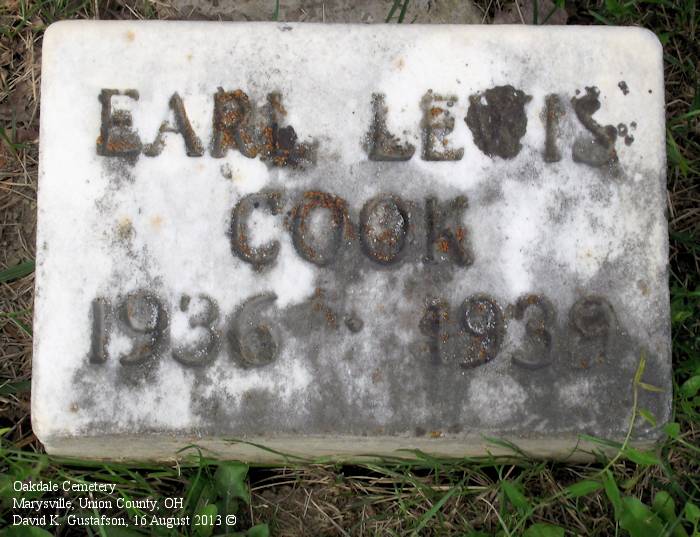 EARL LEWIS
COOK
1936 · 1939
Oakdale Cemetery
Marysville, Union County, OH
David K. Gustafson, 16 August 2013 ©